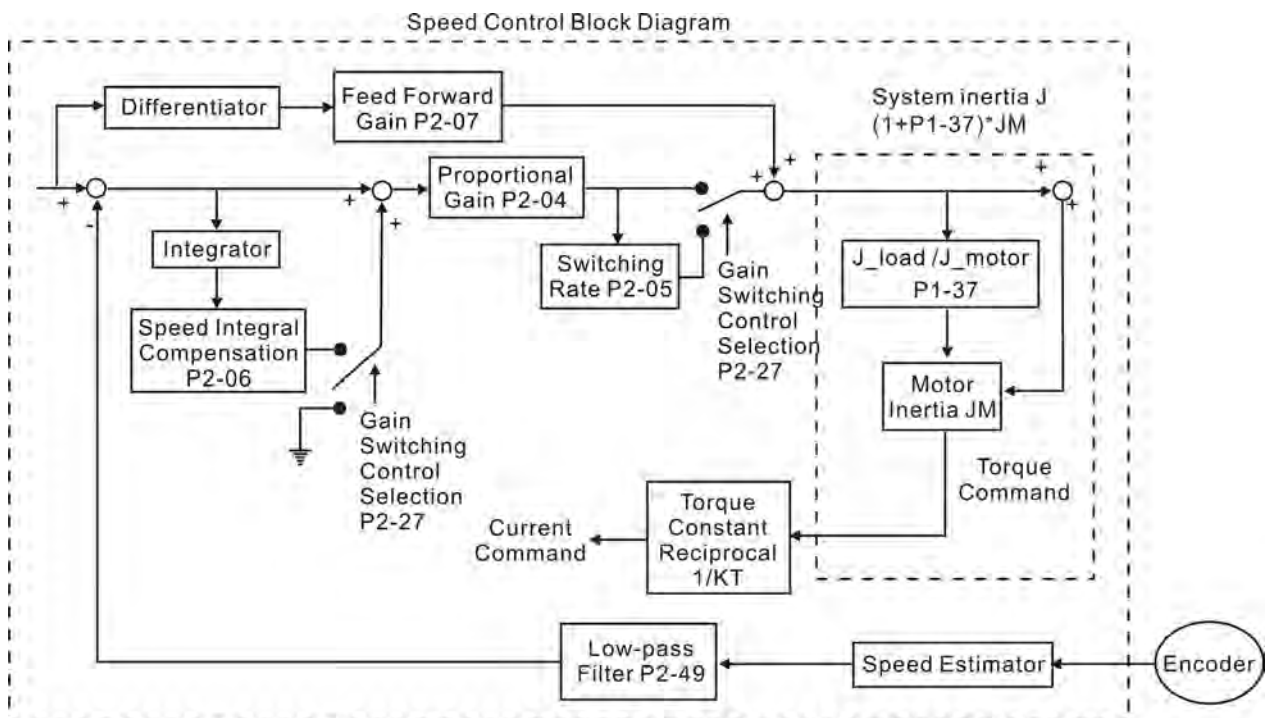 Speed Control Block Diagram
Differentiator
Feed Forward
Gain P2-07
System inertia J
(1+P1-37)*JM
+
-
+
+
Proportional
Gain P2-04
+
+
+
+
Integrator
Switching
Rate P2-05
Gain
Switching
Control
Selection
P2-27
J_load /J_motor
P1-37
Speed Integral
Compensation
P2-06
Motor
Inertia JM
Gain
Switching
Control
Selection
P2-27
Torque
Command
Current
Command
Torque
Constant
Reciprocal
1/KT
Low-pass
Filter P2-49
Speed Estimator
Encoder